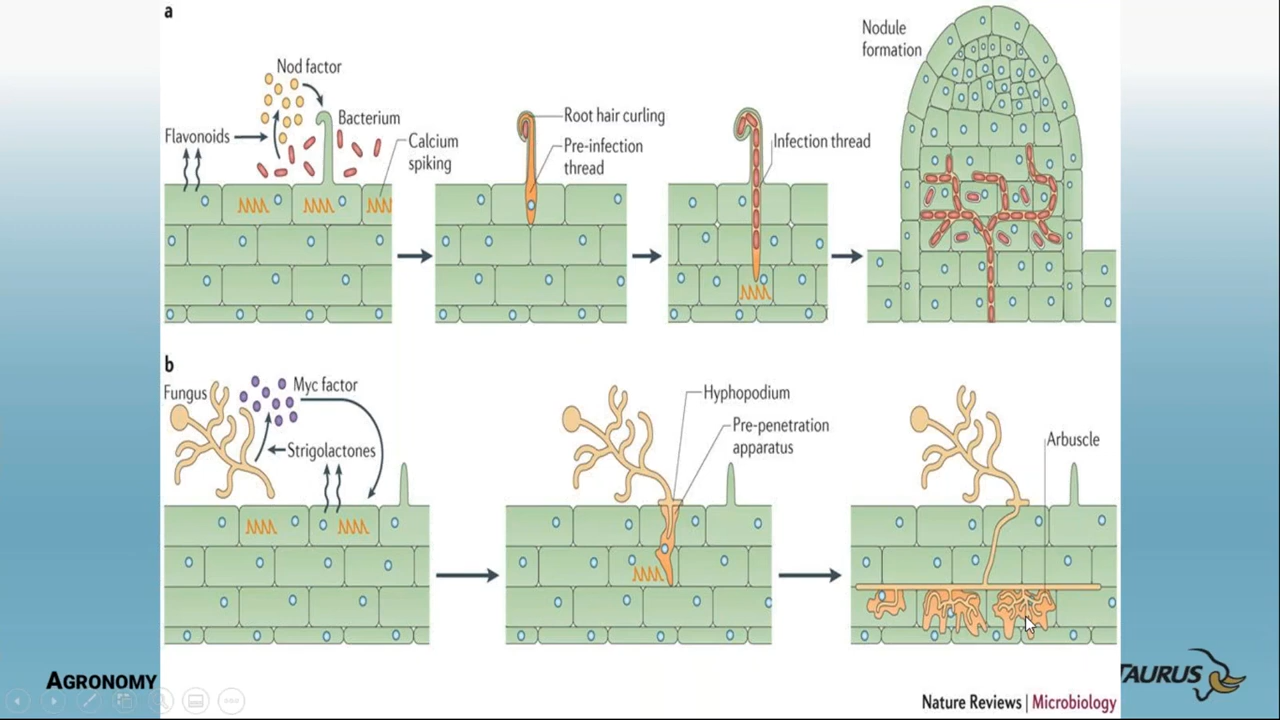 a
Nod factor
Flavonoids
Bacterium
Calcium
spiking
Root hair curling
Pre-infection
thread
Infection thread
Nodule
formation
b
Fungus
Myc factor
Strigolactones
Hyphopodium
Pre-penetration
apparatus
Arbuscle
AGRONOMY
TAURUS
Nature Reviews | Microbiology